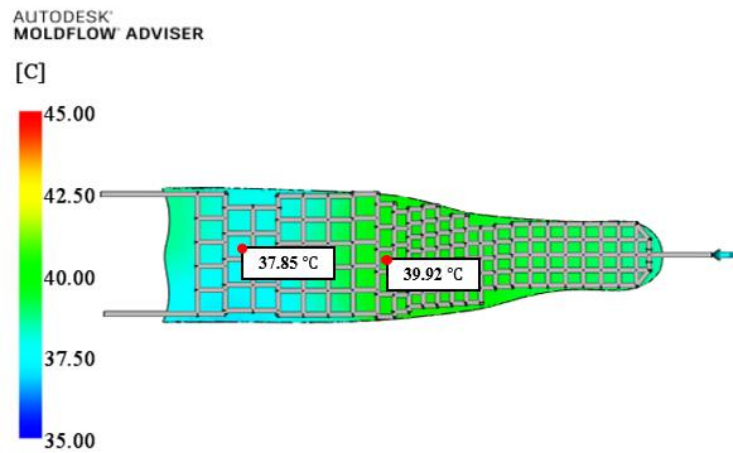 AUTODESK®
MOLDFLOW® ADVISER
[C]
45.00
42.50
40.00
37.50
35.00
37.85 °C
39.92 °C